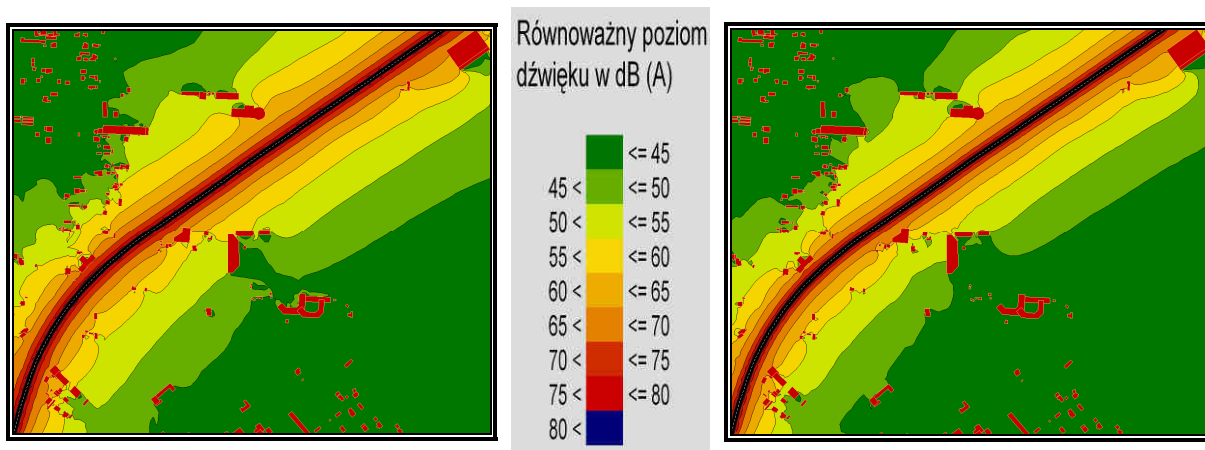 Równoważny poziom
dźwięku w dB (A)
<= 45
45 < <= 50
50 < <= 55
55 < <= 60
60 < <= 65
65 < <= 70
70 < <= 75
75 < <= 80
80 <